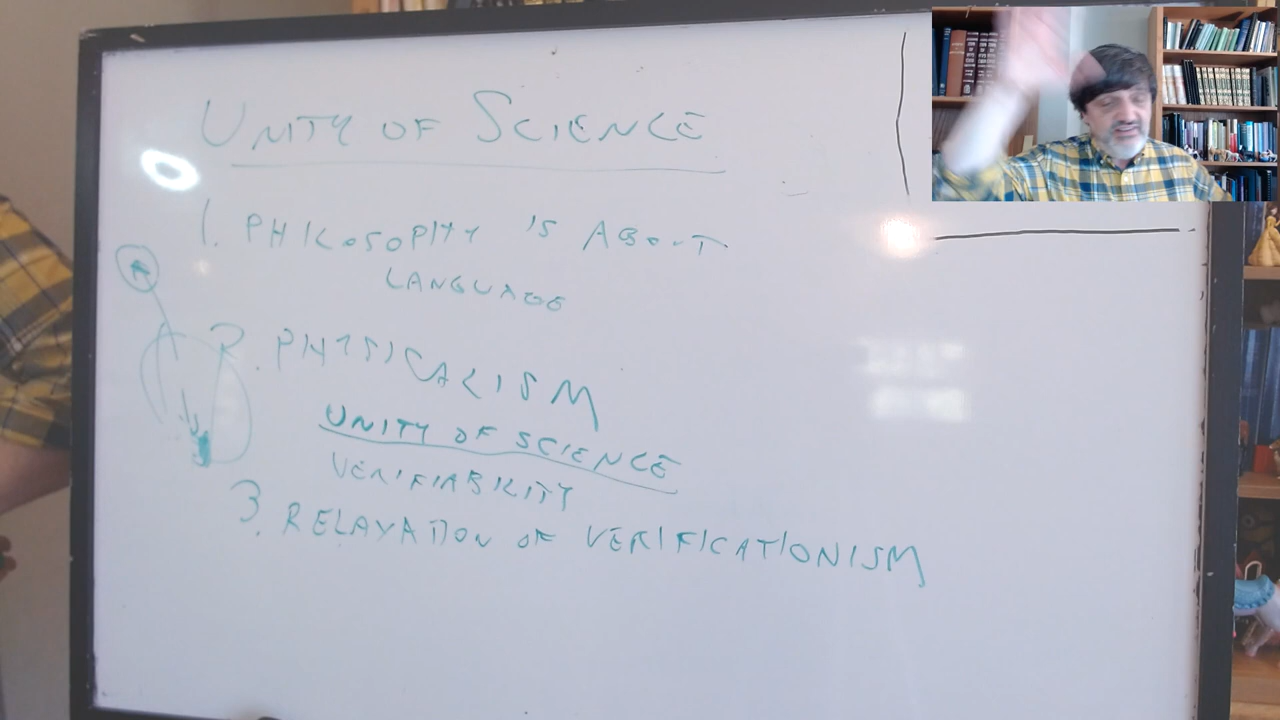 UNITY OF SCIENCE
1. PHILOSOPHY IS ABOUT
LANGUAGE
2. PHYSICALISM
UNITY OF SCIENCE
VERIFIABILITY
3. RELAXATION OF VERIFICATIONISM